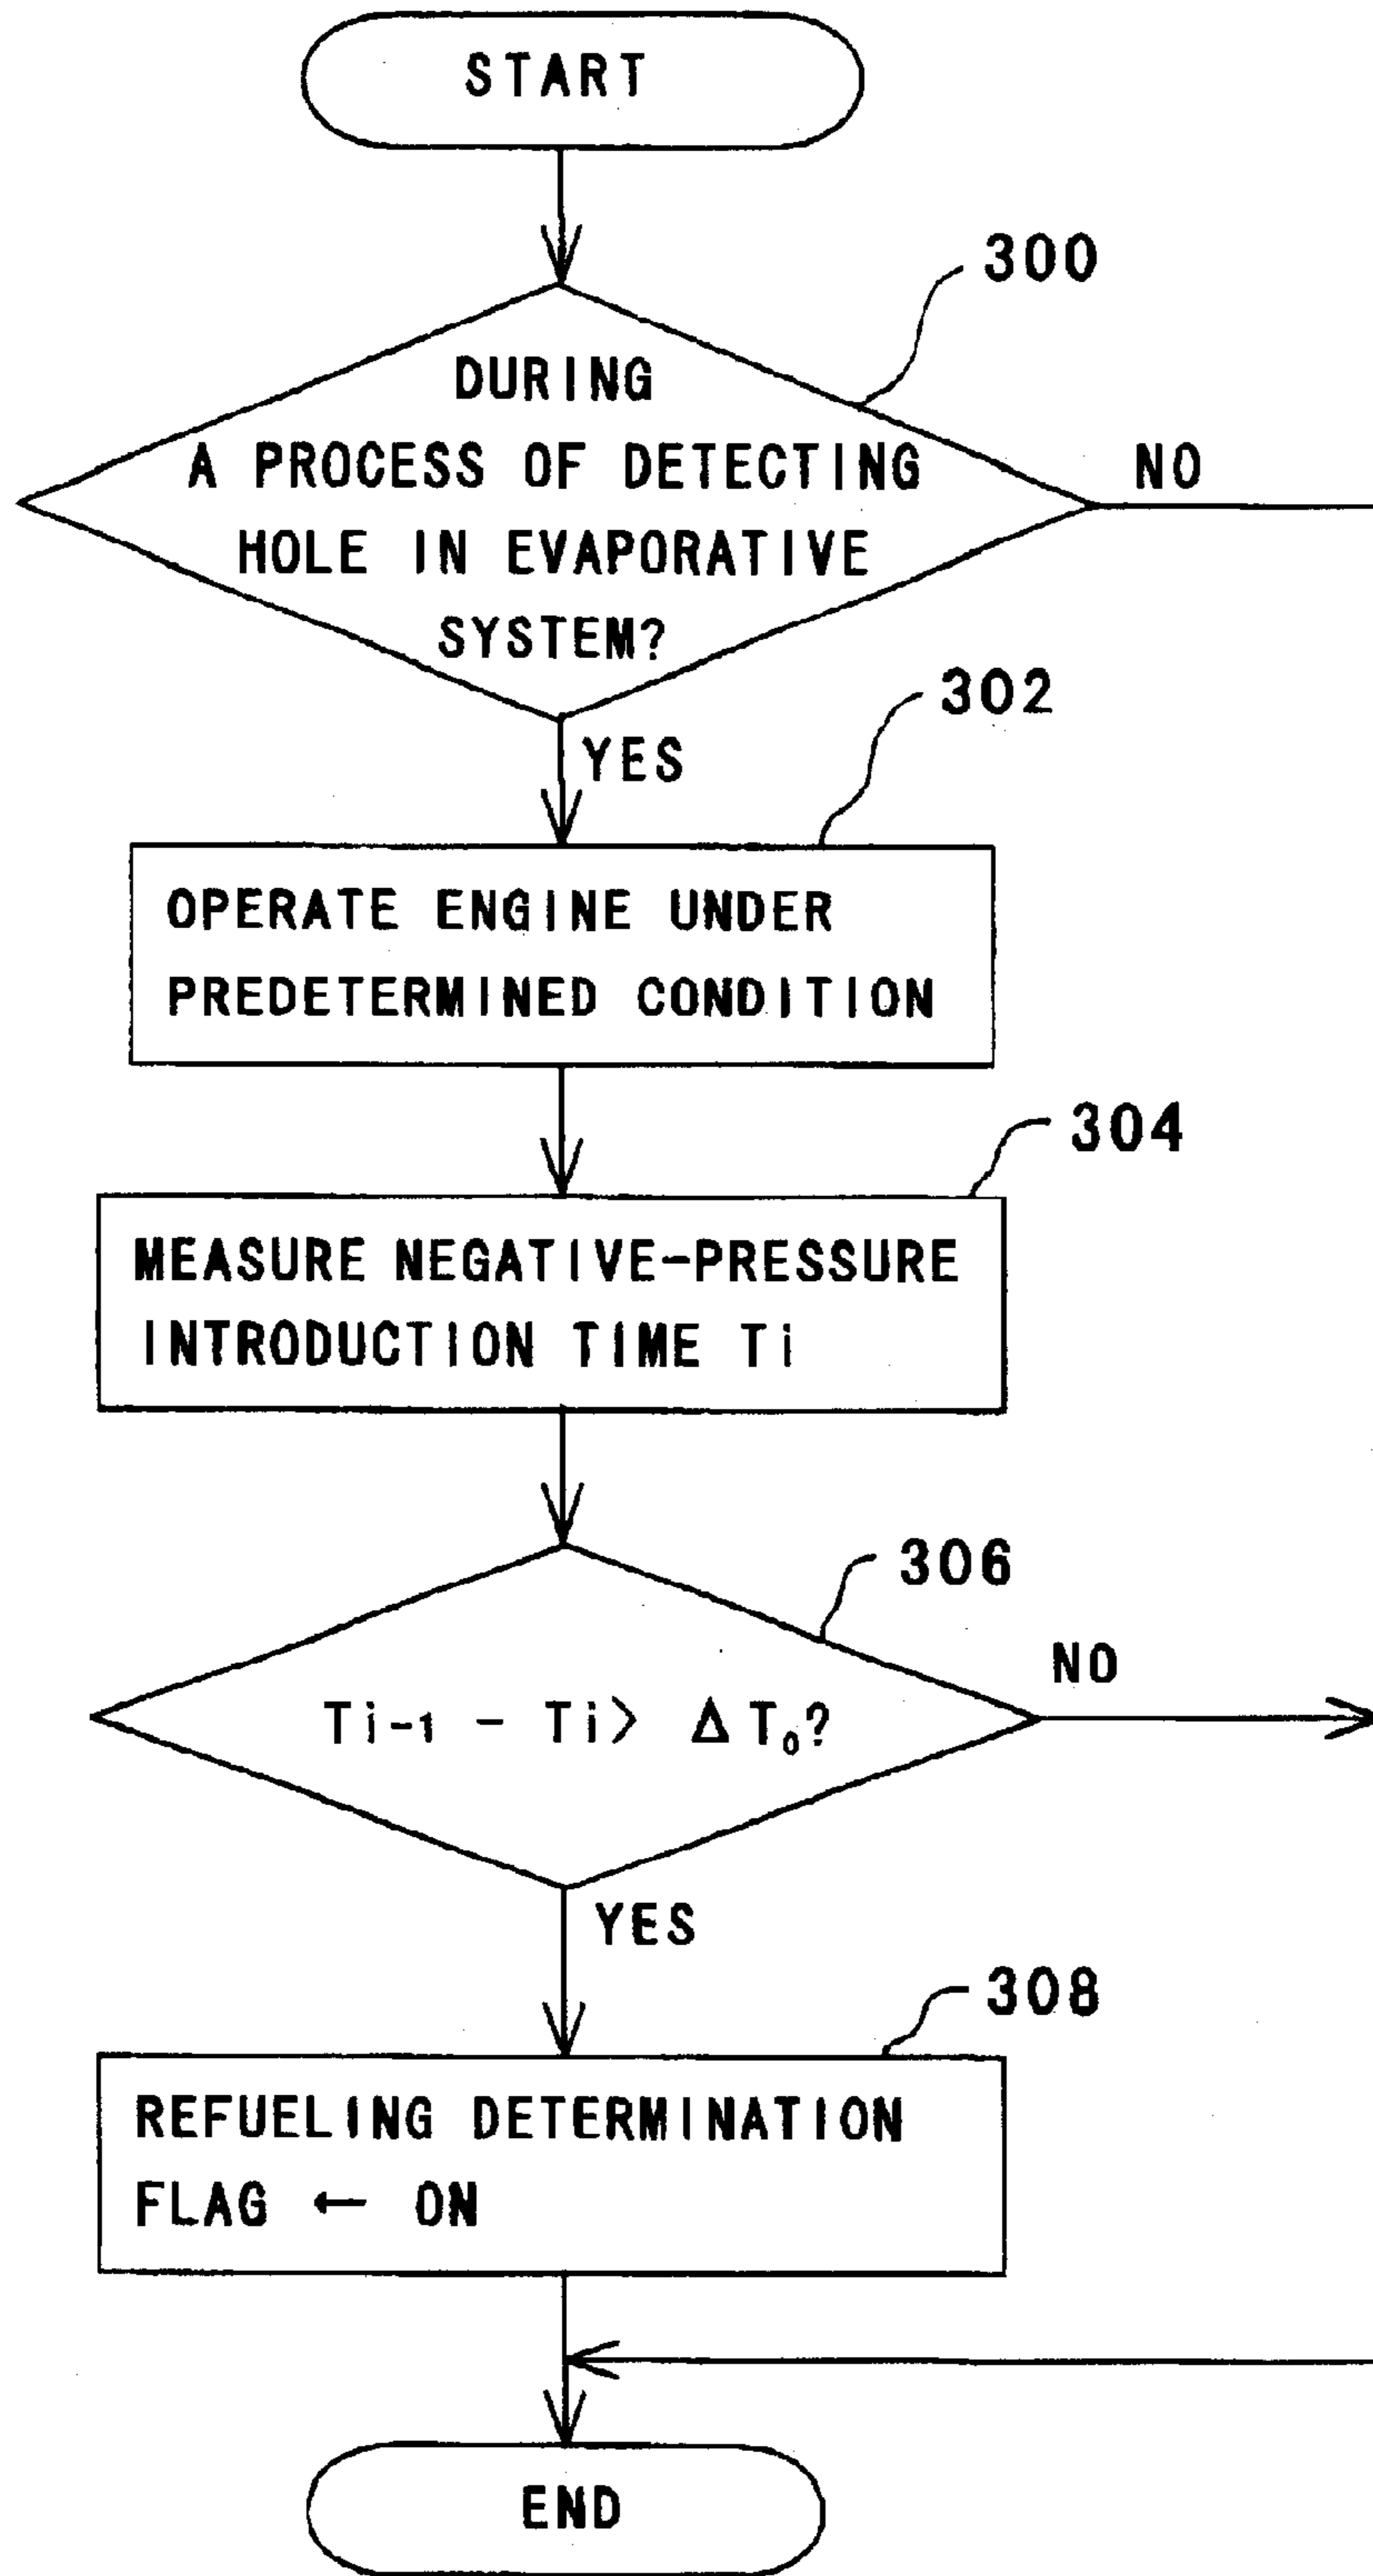 START
300
DURING
A PROCESS OF DETECTING
HOLE IN EVAPORATIVE
SYSTEM?
NO
302
YES
OPERATE ENGINE UNDER
PREDETERMINED CONDITION
304
MEASURE NEGATIVE-PRESSURE
INTRODUCTION TIME Ti
306
NO
Ti-1 - Ti> ΔT₀?
YES
308
REFUELING DETERMINATION
FLAG ← ON
END